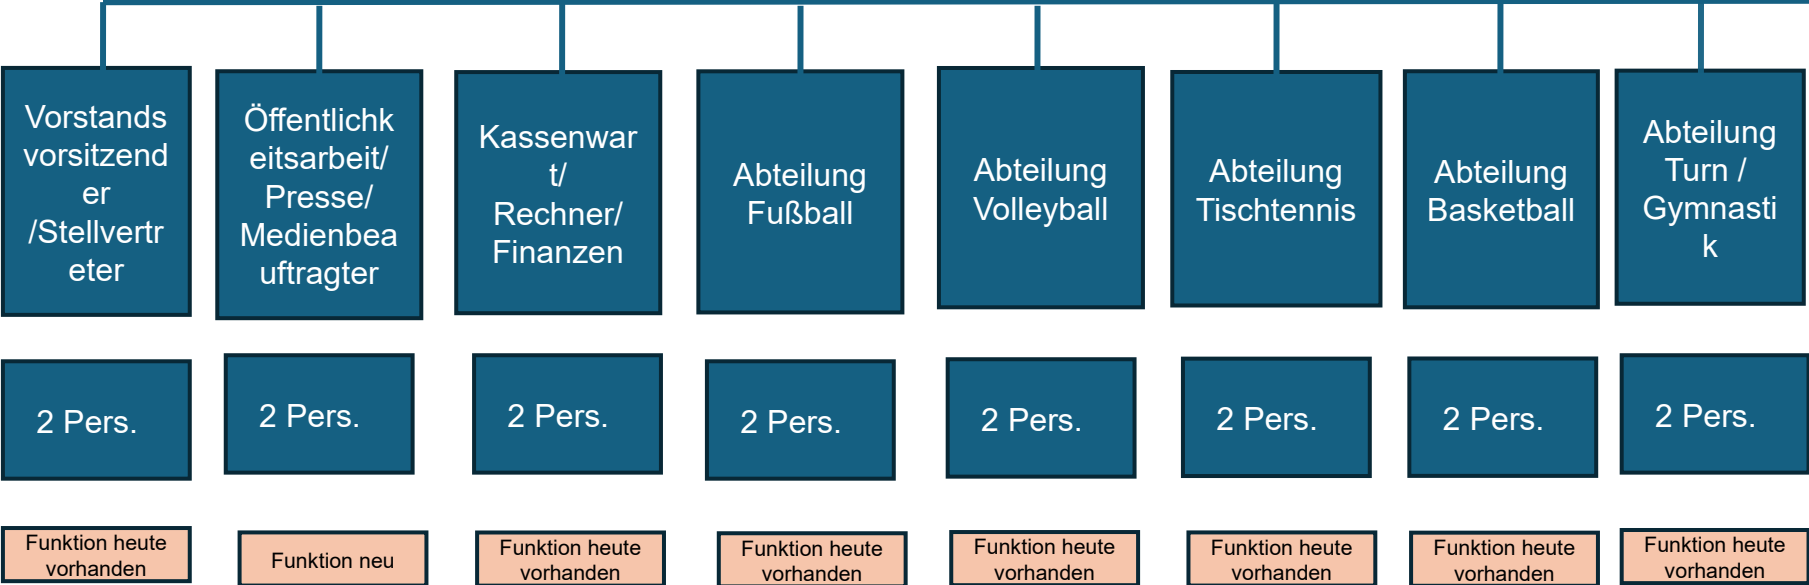 Vorstands
vorsitzend
er
/Stellvertr
eter
Öffentlichk
eitsarbeit/
Presse/
Medienbea
uftragter
Kassenwar
t/
Rechner/
Finanzen
Abteilung
Fußball
Abteilung
Volleyball
Abteilung
Tischtennis
Abteilung
Basketball
Abteilung
Turn /
Gymnasti
k
2 Pers.
2 Pers.
2 Pers.
2 Pers.
2 Pers.
2 Pers.
2 Pers.
2 Pers.
Funktion heute
vorhanden
Funktion neu
Funktion heute
vorhanden
Funktion heute
vorhanden
Funktion heute
vorhanden
Funktion heute
vorhanden
Funktion heute
vorhanden
Funktion heute
vorhanden